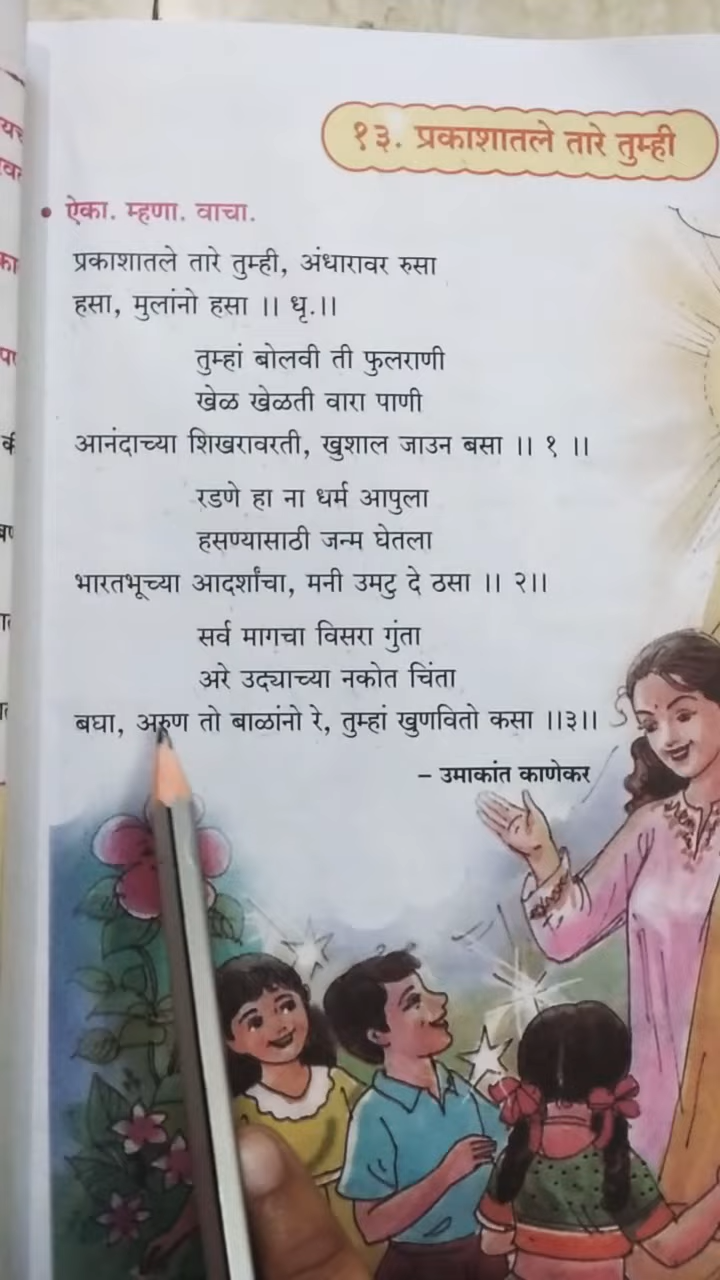 १३. प्रकाशातले तारे तुम्ही
• ऐका. म्हणा. वाचा.
प्रकाशातले तारे तुम्ही, अंधारावर रुसा
हसा, मुलांनो हसा ।। धृ.।।
तुम्हां बोलवी ती फुलराणी
खेळ खेळती वारा पाणी
आनंदाच्या शिखरावरती, खुशाल जाउन बसा ।। १ ।।
रडणे हा ना धर्म आपुला
हसण्यासाठी जन्म घेतला
भारतभूच्या आदर्शांचा, मनी उमटु दे ठसा ।। २।।
सर्व मागचा विसरा गुंता
अरे उद्याच्या नकोत चिंता
बघा, अरुण तो बाळांनो रे, तुम्हां खुणवितो कसा ।।३।।
– उमाकांत काणेकर